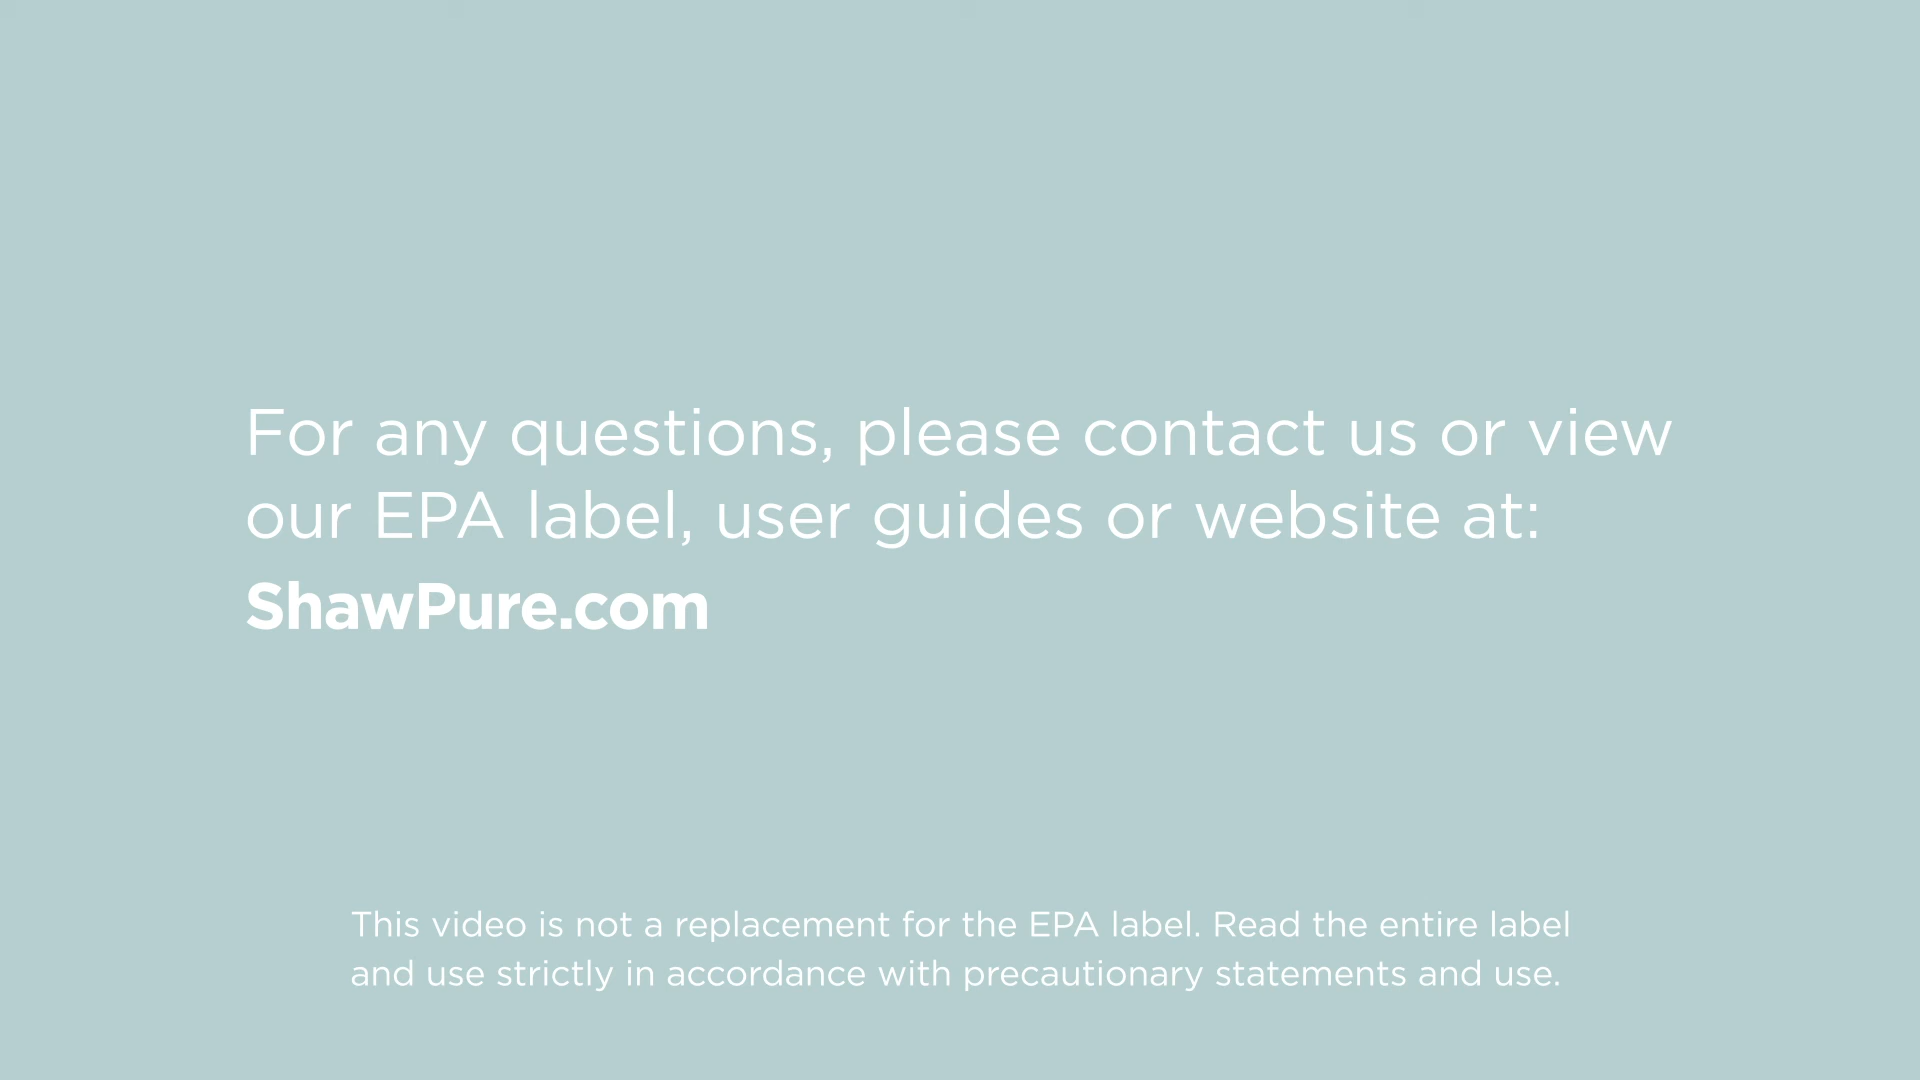 For any questions, please contact us or view
our EPA label, user guides or website at:
ShawPure.com
This video is not a replacement for the EPA label. Read the entire label
and use strictly in accordance with precautionary statements and use.